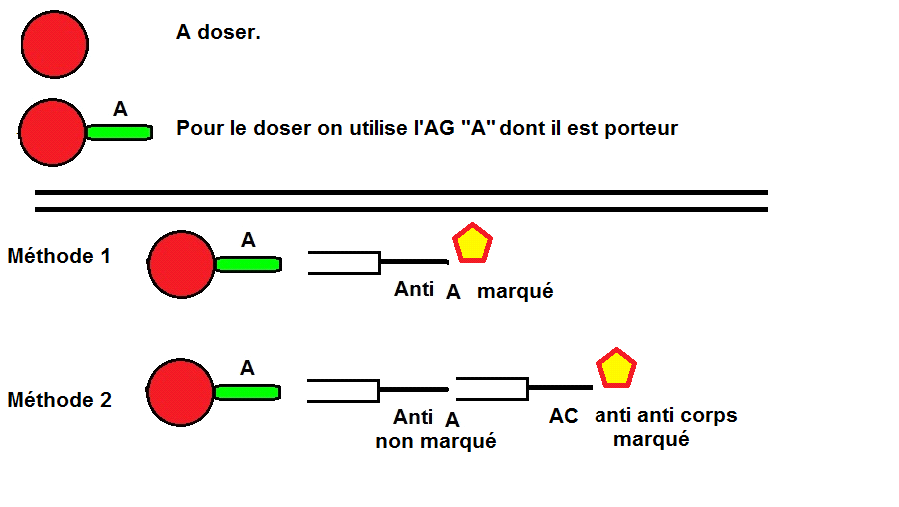 A doser.
A
Pour le doser on utilise l'AG "A" dont il est porteur
Méthode 1
A
Anti A marqué
Méthode 2
A
Anti A
non marqué
AC anti anti corps
marqué